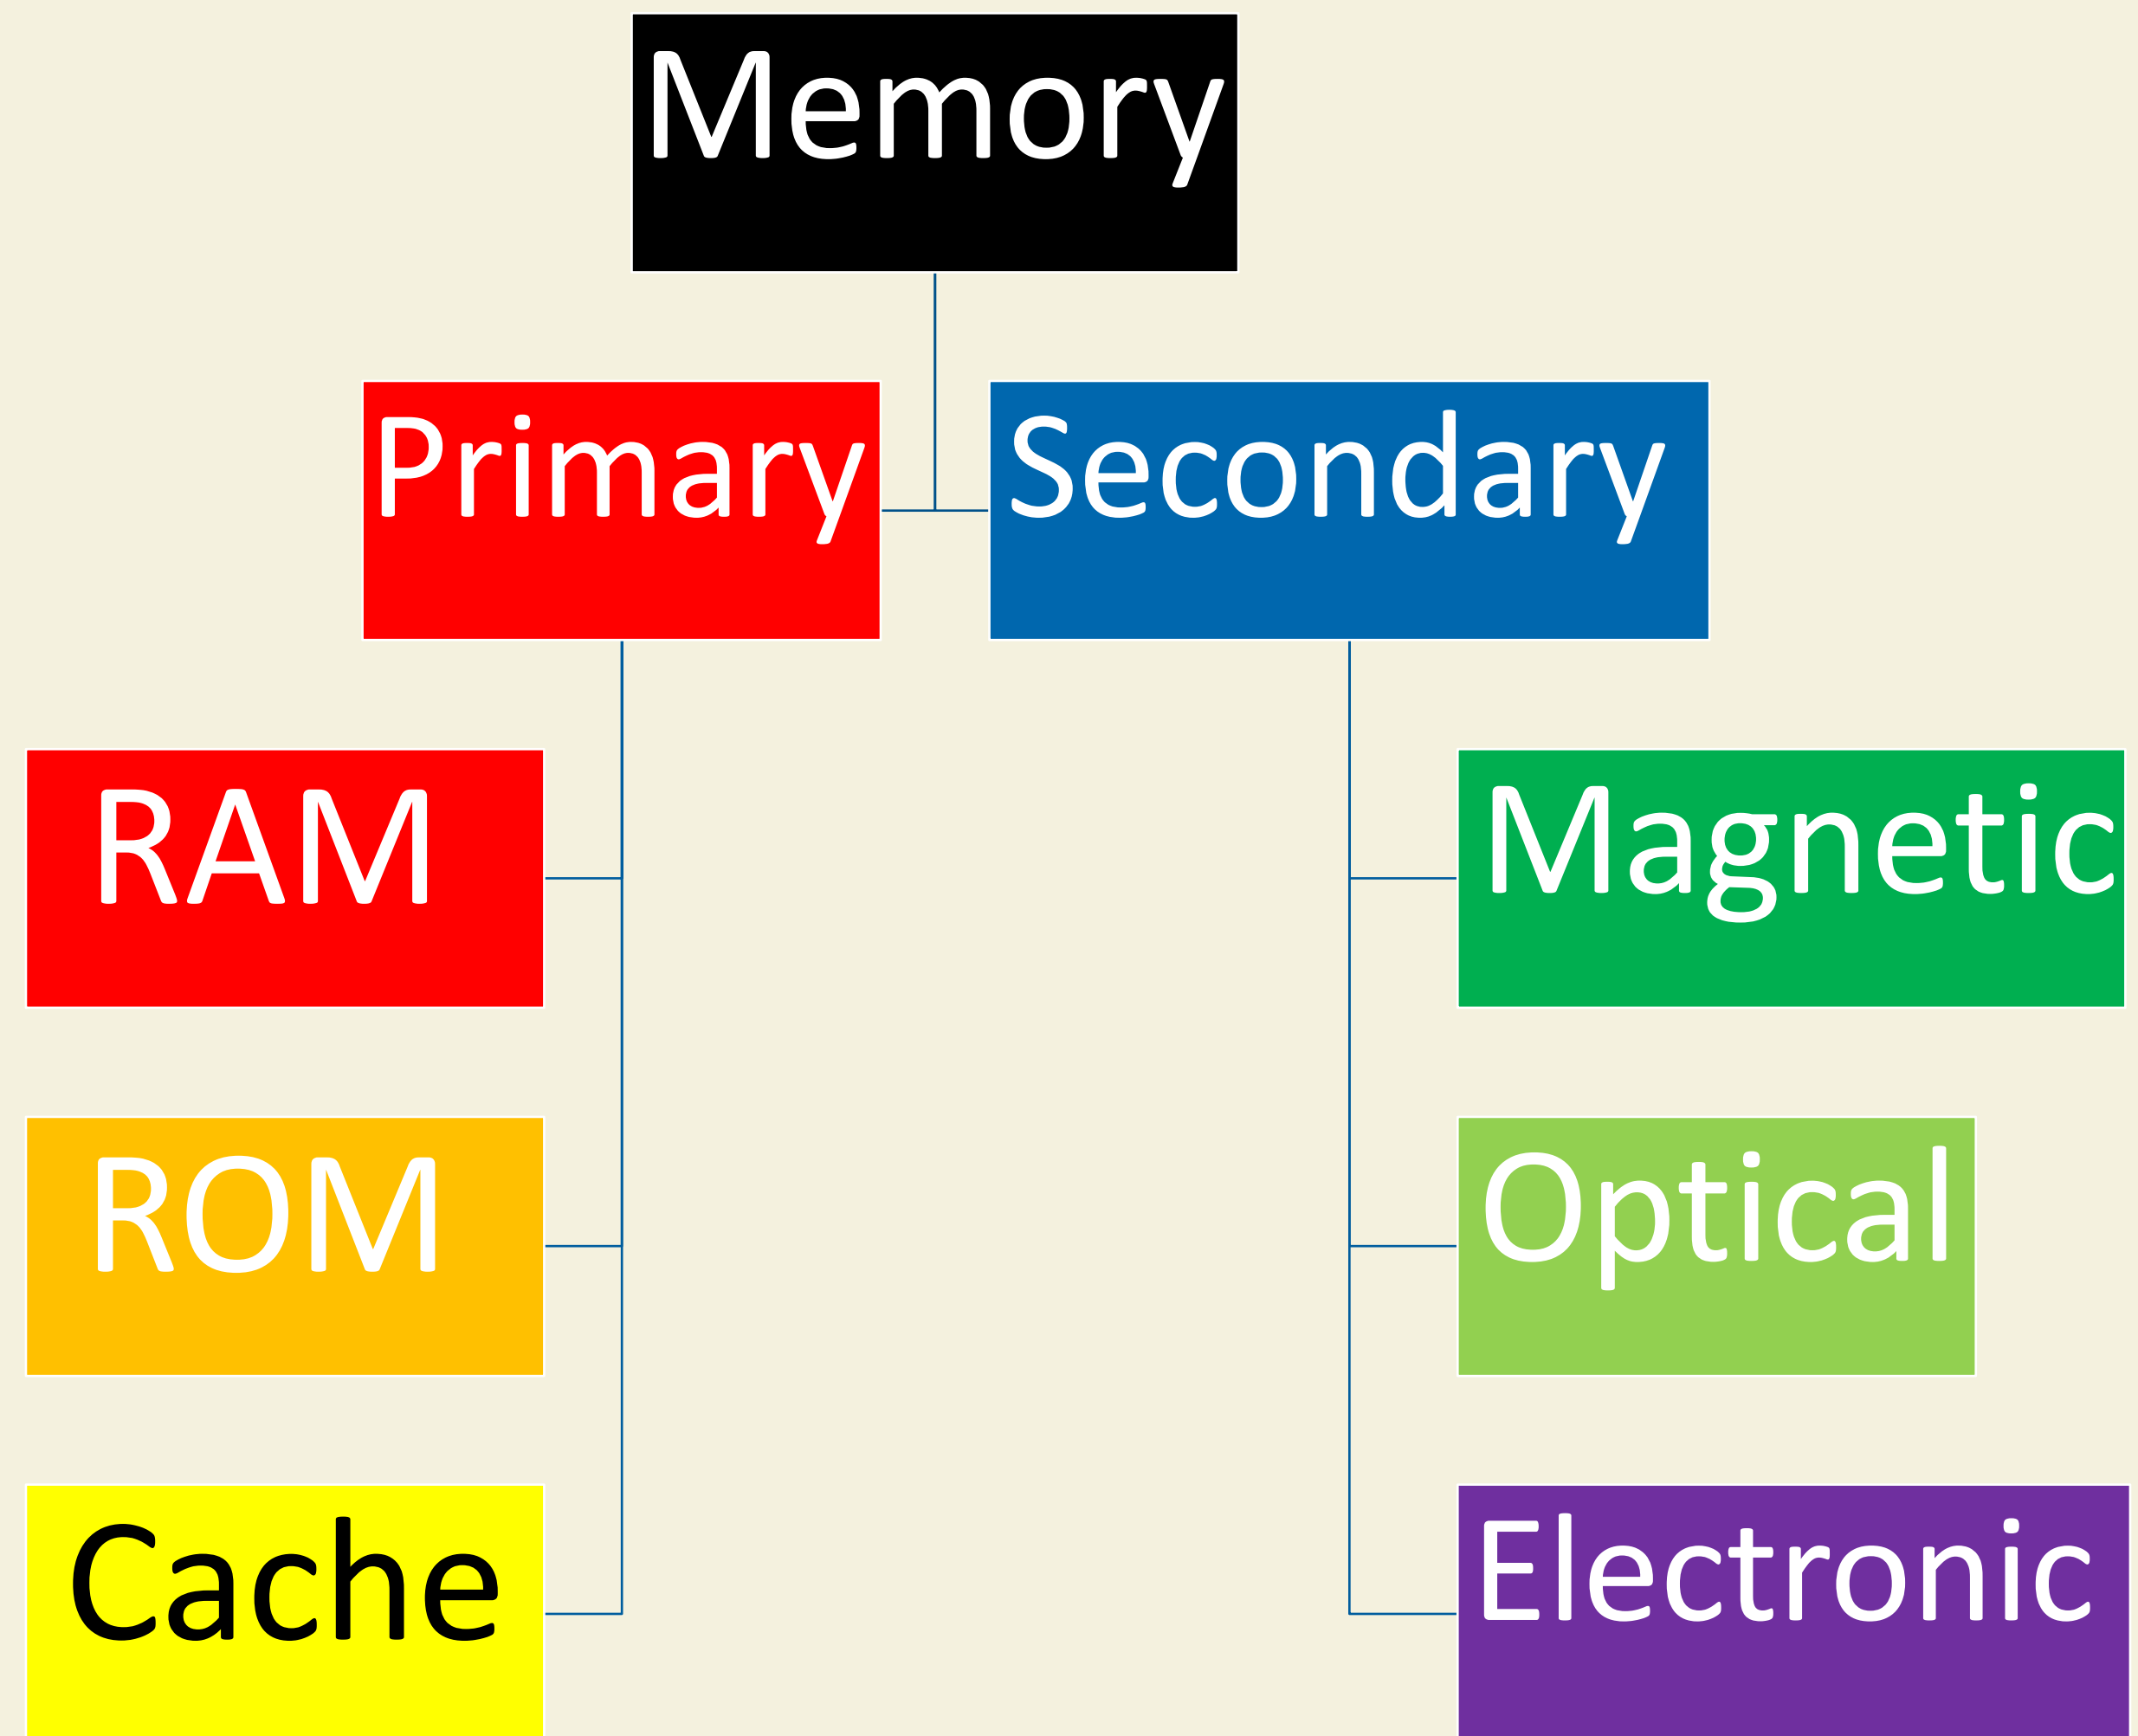 Memory
Primary
Secondary
RAM
Magnetic
ROM
Optical
Cache
Electronic